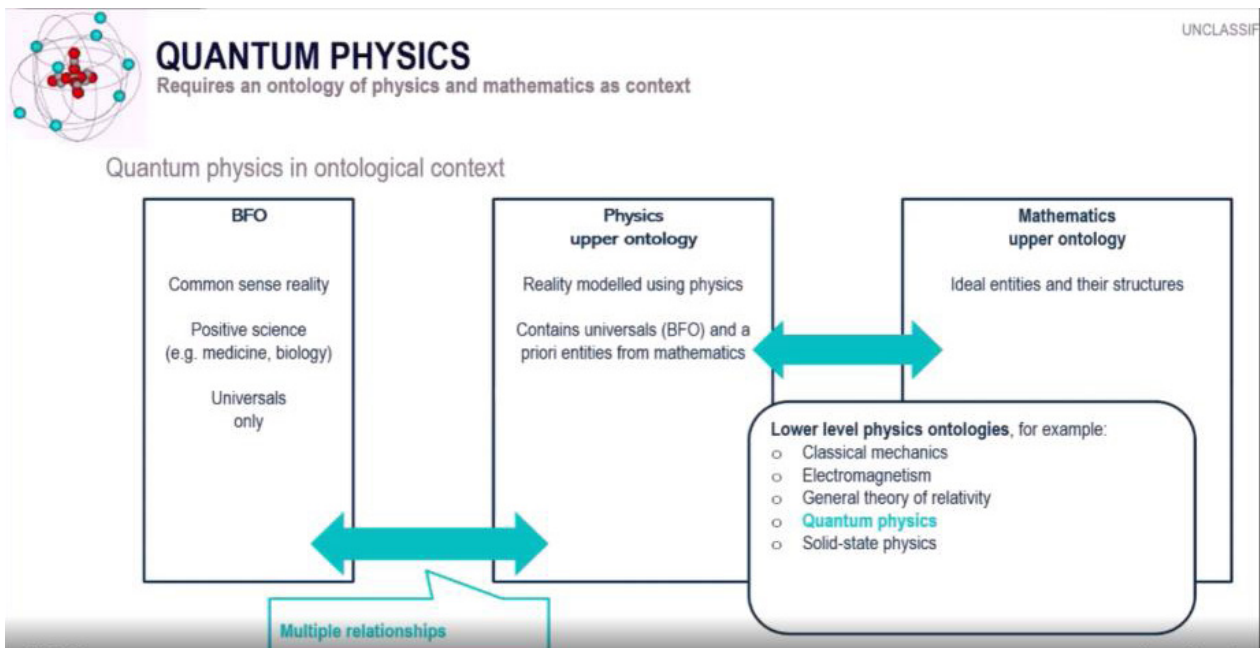 UNCLASSIF
QUANTUM PHYSICS
Requires an ontology of physics and mathematics as context
Quantum physics in ontological context
BFO
Common sense reality
Positive science
(e.g. medicine, biology)
Universals
only
Physics
upper ontology
Reality modelled using physics
Contains universals (BFO) and a
priori entities from mathematics
Mathematics
upper ontology
Ideal entities and their structures
Lower level physics ontologies, for example:
o Classical mechanics
o Electromagnetism
o General theory of relativity
o Quantum physics
o Solid-state physics
Multiple relationships